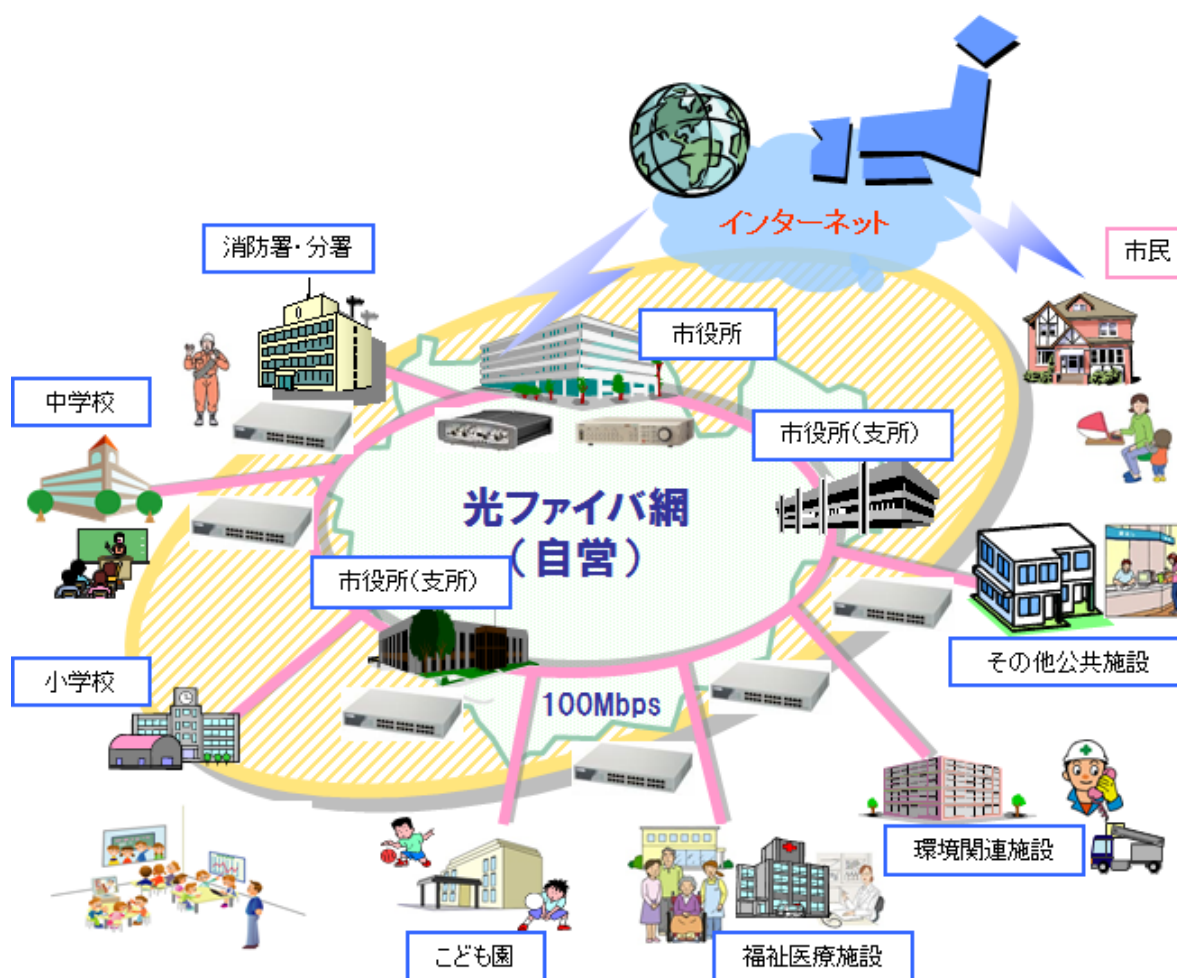 インターネット
消防署・分署
市民
市役所
中学校
市役所(支所)
光ファイバ網
(自営)
市役所(支所)
その他公共施設
小学校
100Mbps
環境関連施設
こども園
福祉医療施設